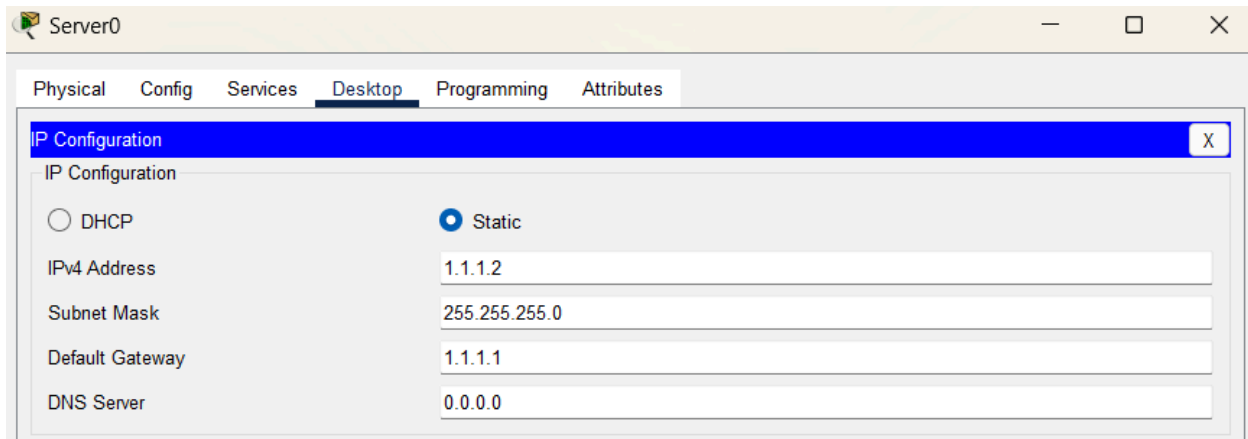 Server0
Physical Config Services Desktop Programming Attributes
IP Configuration X
IP Configuration
DHCP Static
IPv4 Address 1.1.1.2
Subnet Mask 255.255.255.0
Default Gateway 1.1.1.1
DNS Server 0.0.0.0